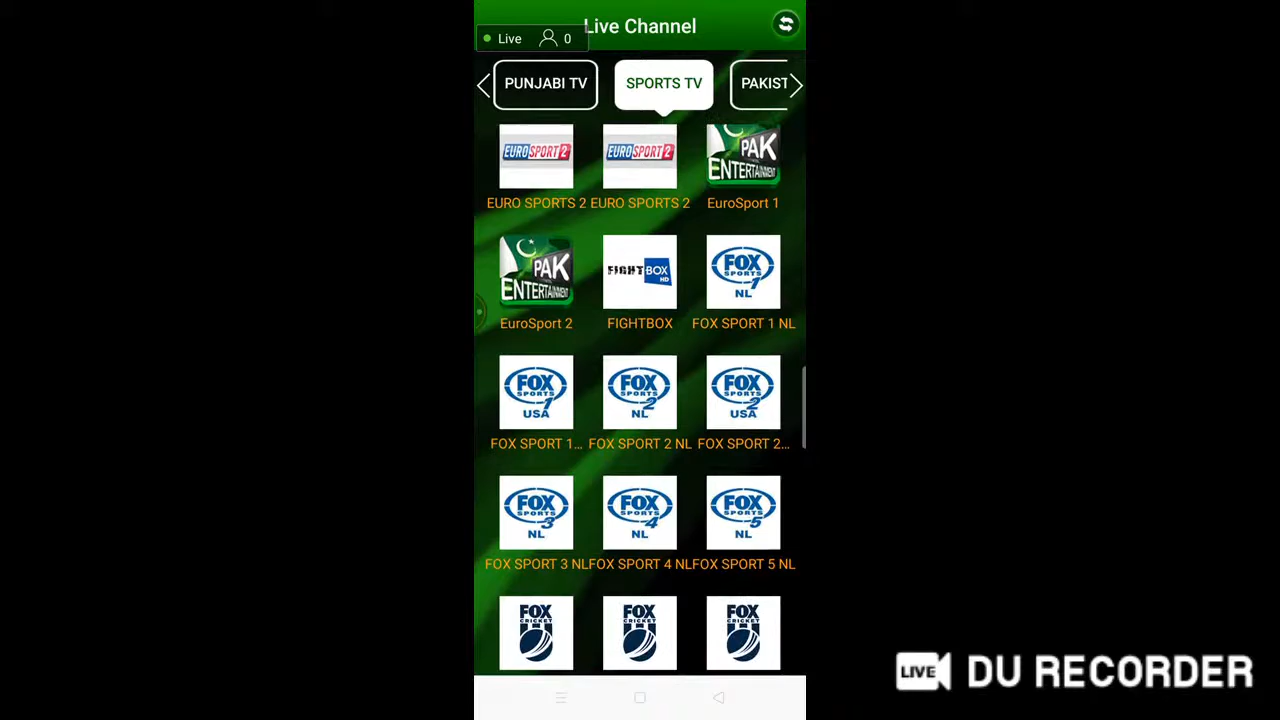 Live Channel
Live 0
PUNJABI TV SPORTS TV PAKIST
EUROSPORT 2 EUROSPORT 2 PAK ENTERTAINMENT
EURO SPORTS 2 EURO SPORTS 2 EuroSport 1
PAK ENTERTAINMENT FIGHTBOX HD FOX SPORTS 1 NL
EuroSport 2 FIGHTBOX FOX SPORT 1 NL
FOX SPORTS 1 USA FOX SPORTS 2 NL FOX SPORTS 2 USA
FOX SPORT 1... FOX SPORT 2 NL FOX SPORT 2...
FOX SPORTS 3 NL FOX SPORTS 4 NL FOX SPORTS 5 NL
FOX SPORT 3 NL FOX SPORT 4 NL FOX SPORT 5 NL
FOX CRICKET FOX CRICKET FOX CRICKET
LIVE DU RECORDER